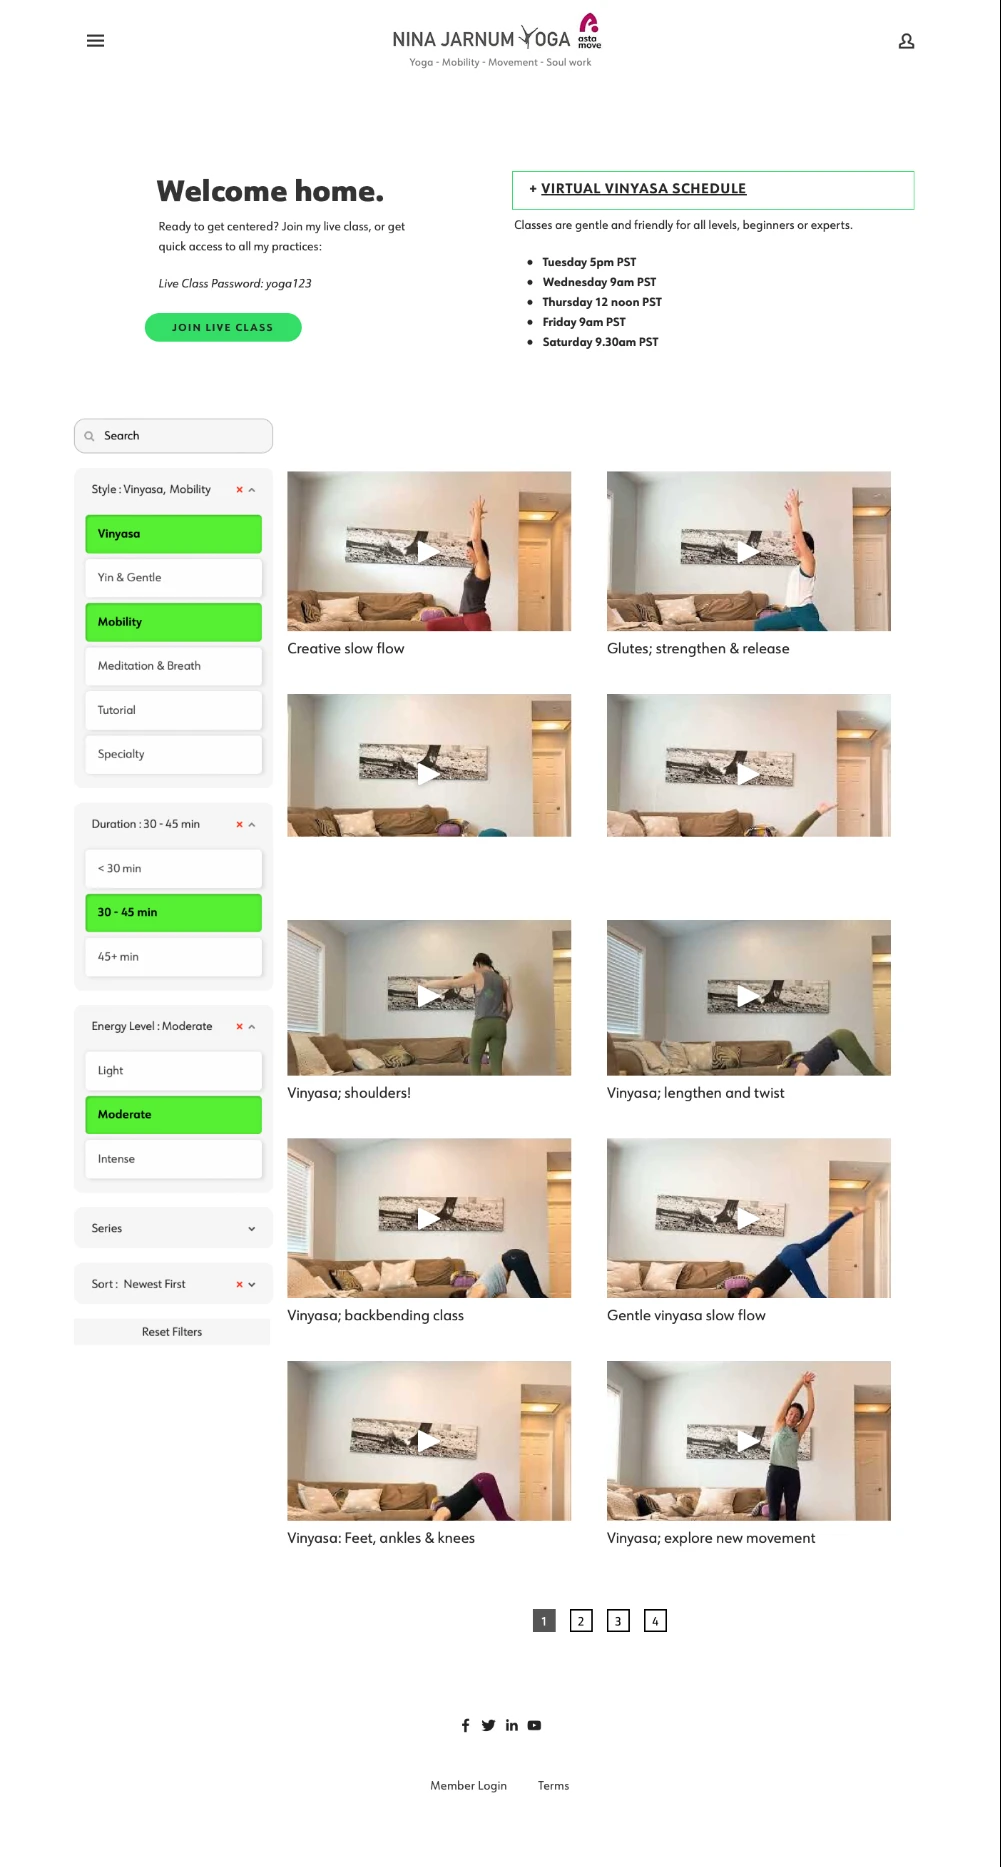 NINA JARNUM YOGA
asta
move
Yoga - Mobility - Movement - Soul work
Welcome home.
Ready to get centered? Join my live class, or get
quick access to all my practices:
Live Class Password: yoga123
JOIN LIVE CLASS
+ VIRTUAL VINYASA SCHEDULE
Classes are gentle and friendly for all levels, beginners or experts.
• Tuesday 5pm PST
• Wednesday 9am PST
• Thursday 12 noon PST
• Friday 9am PST
• Saturday 9.30am PST
Search
Style : Vinyasa, Mobility
Vinyasa
Yin & Gentle
Mobility
Meditation & Breath
Tutorial
Specialty
Duration : 30 - 45 min
< 30 min
30 - 45 min
45+ min
Energy Level : Moderate
Light
Moderate
Intense
Series
Sort : Newest First
Reset Filters
Creative slow flow
Glutes; strengthen & release
Vinyasa; shoulders!
Vinyasa; lengthen and twist
Vinyasa; backbending class
Gentle vinyasa slow flow
Vinyasa: Feet, ankles & knees
Vinyasa; explore new movement
1 2 3 4
Member Login Terms